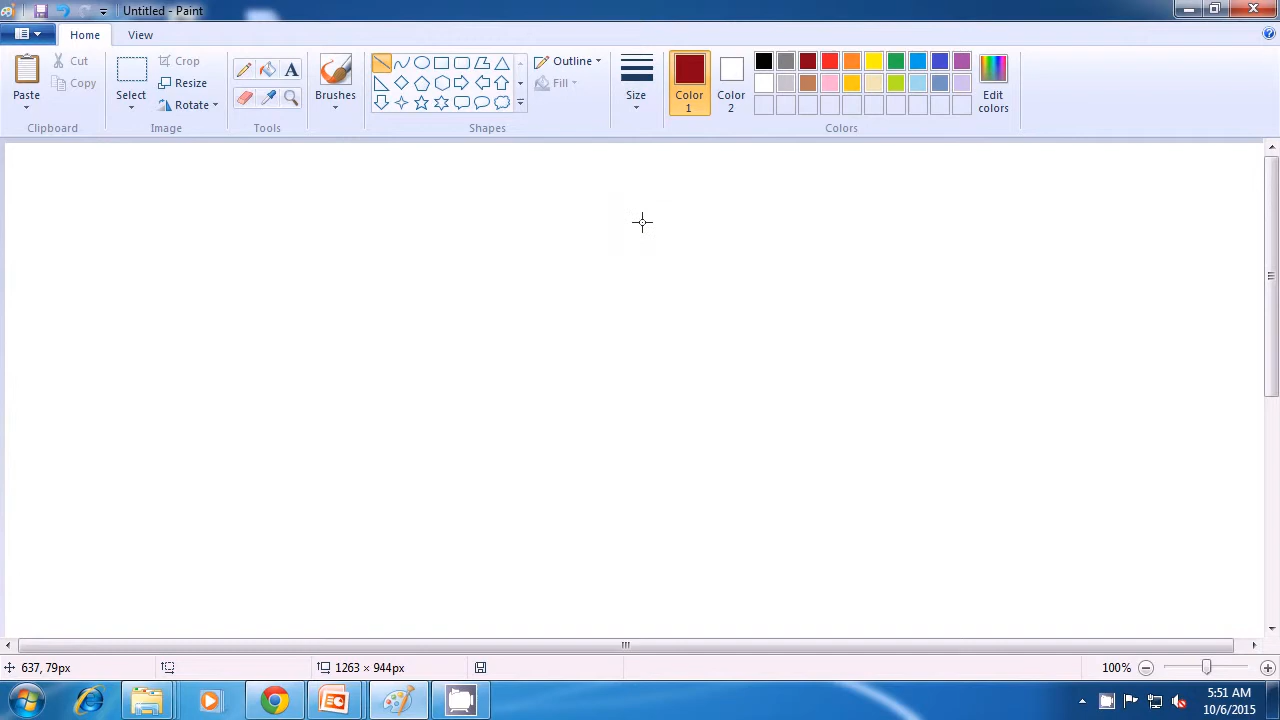 Untitled - Paint
Home View
Cut
Copy
Paste
Clipboard
Crop
Resize
Rotate
Select
Image
A
Tools
Brushes
Outline
Fill
Shapes
Size
Color 1
Color 2
Edit colors
Colors
637, 79px 1263 × 944px 100%
5:51 AM
10/6/2015